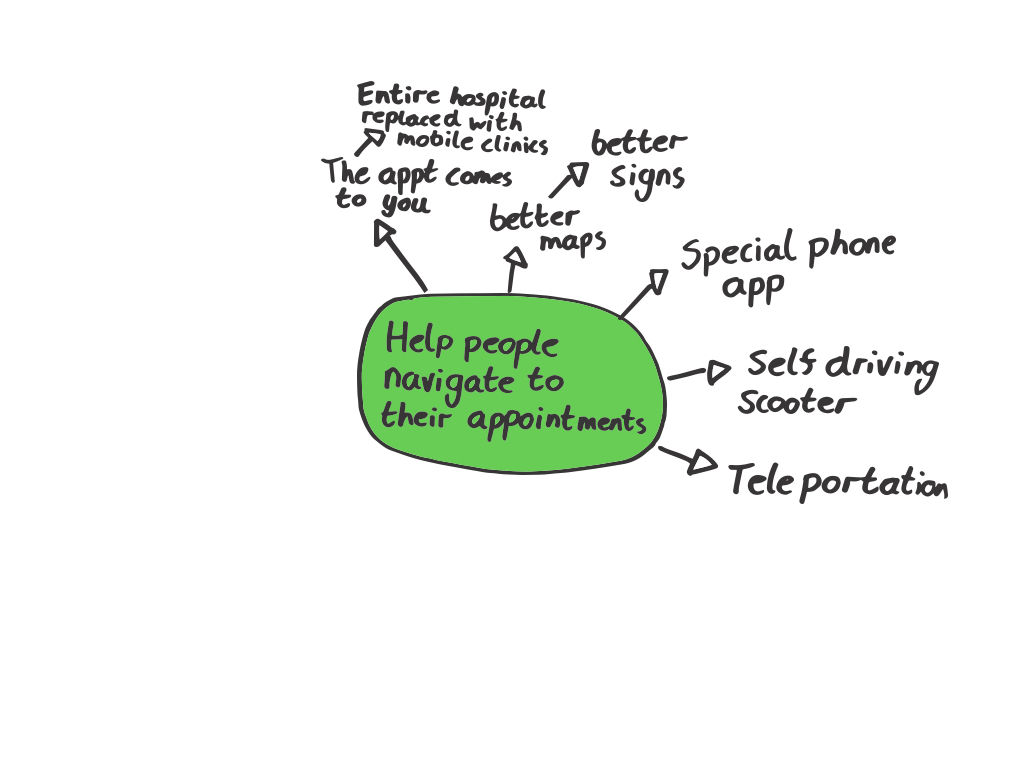 Entire hospital
replaced with
mobile clinics
The appt comes
to you
better
signs
better
maps
Special phone
app
Self driving
scooter
Teleportation
Help people
navigate to
their appointments